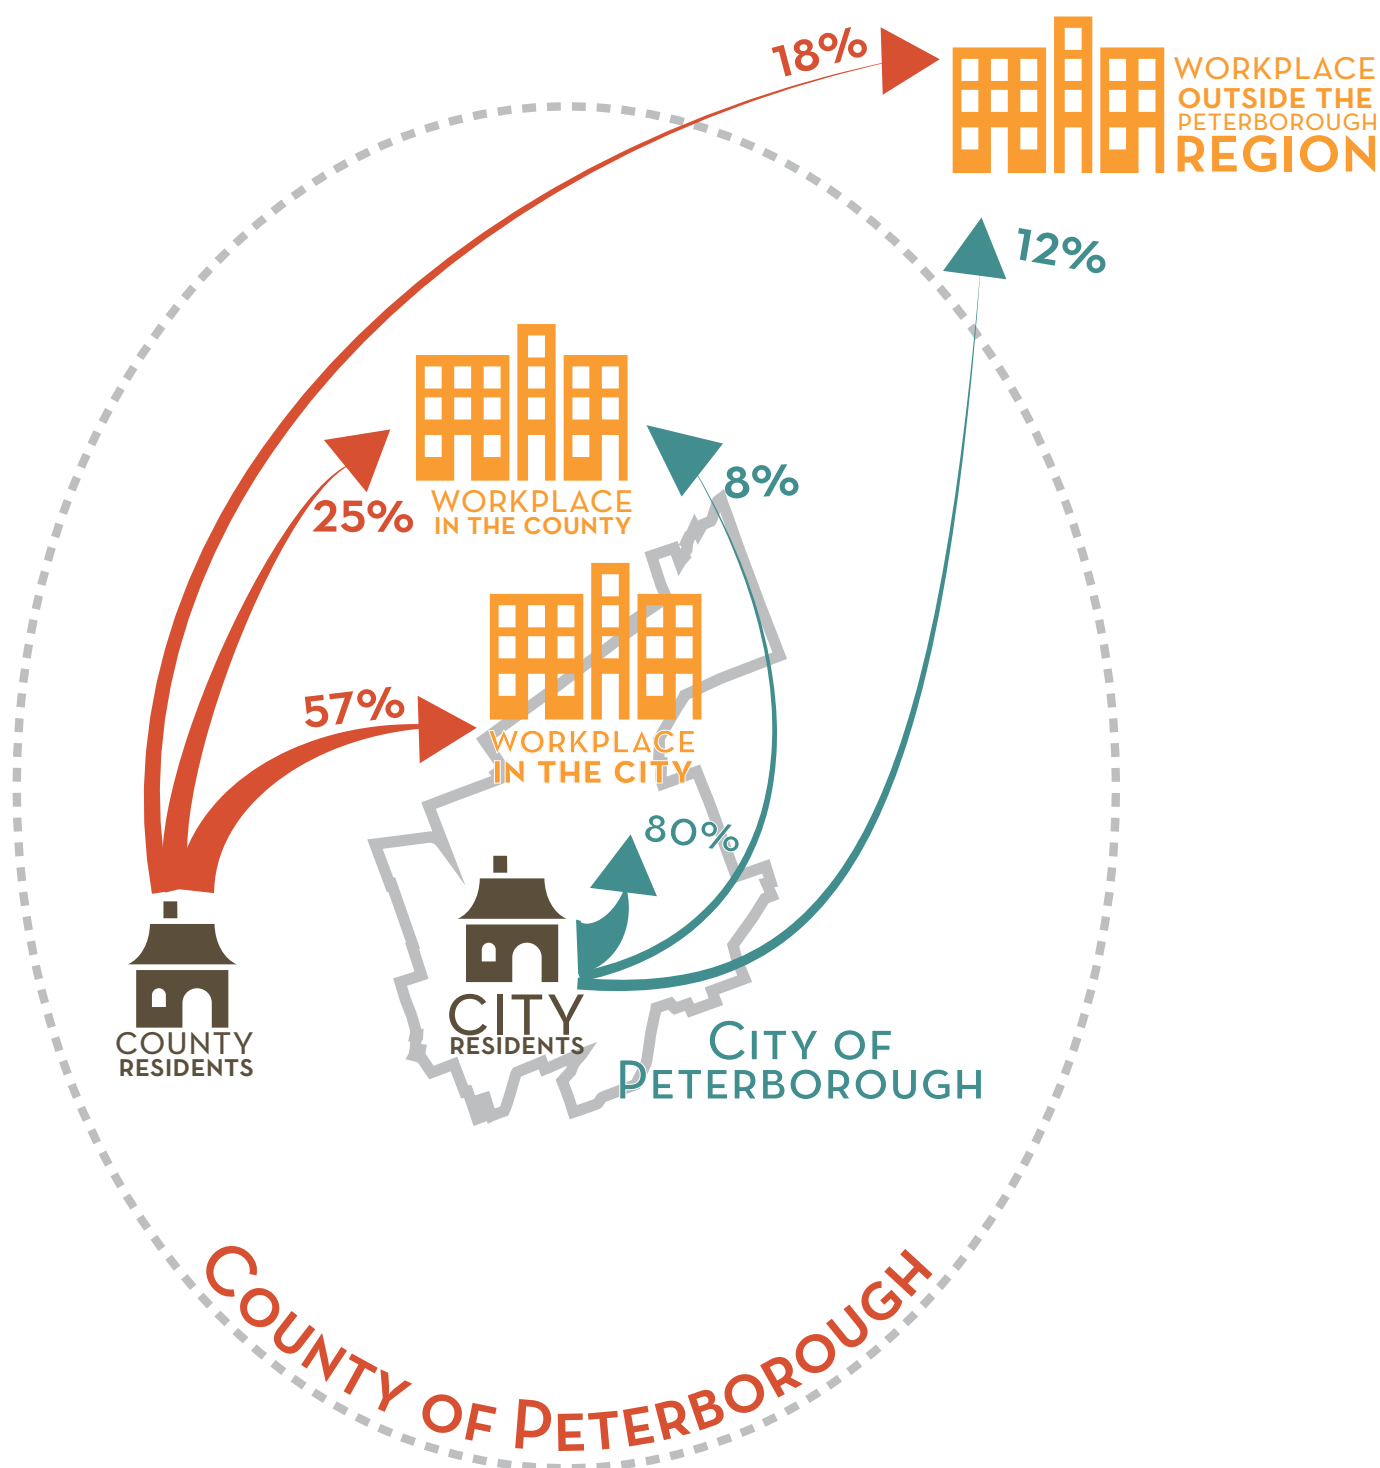 18%
WORKPLACE
OUTSIDE THE
PETERBOROUGH
REGION
12%
8%
25%
WORKPLACE
IN THE COUNTY
57%
WORKPLACE
IN THE CITY
80%
CITY
RESIDENTS
COUNTY
RESIDENTS
CITY OF
PETERBOROUGH
COUNTY OF PETERBOROUGH